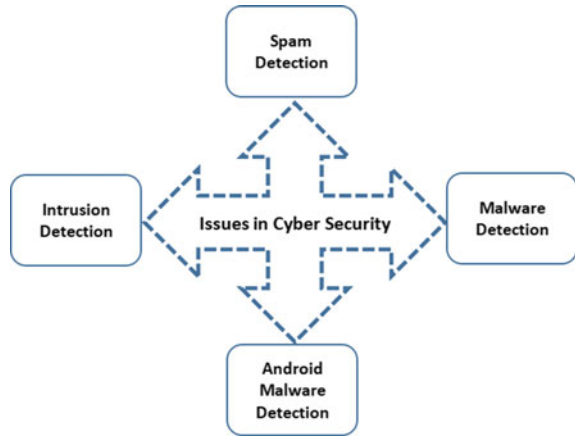 Spam
Detection
Intrusion
Detection
Issues in Cyber Security
Malware
Detection
Android
Malware
Detection